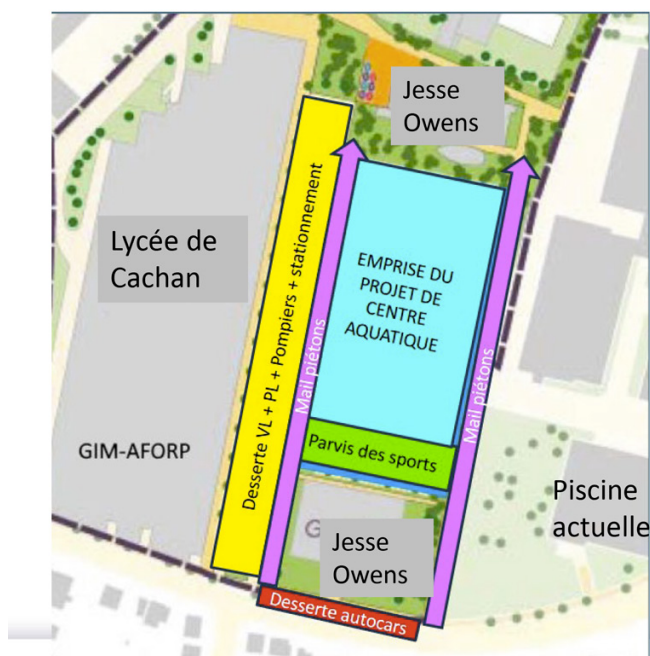 Jesse
Owens
Lycée de
Cachan
GIM-AFORP
Desserte VL + PL + Pompiers + stationnement
Mail piétons
EMPRISE DU
PROJET DE
CENTRE
AQUATIQUE
Mail piétons
Parvis des sports
Piscine
actuelle
G
Jesse
Owens
Desserte autocars